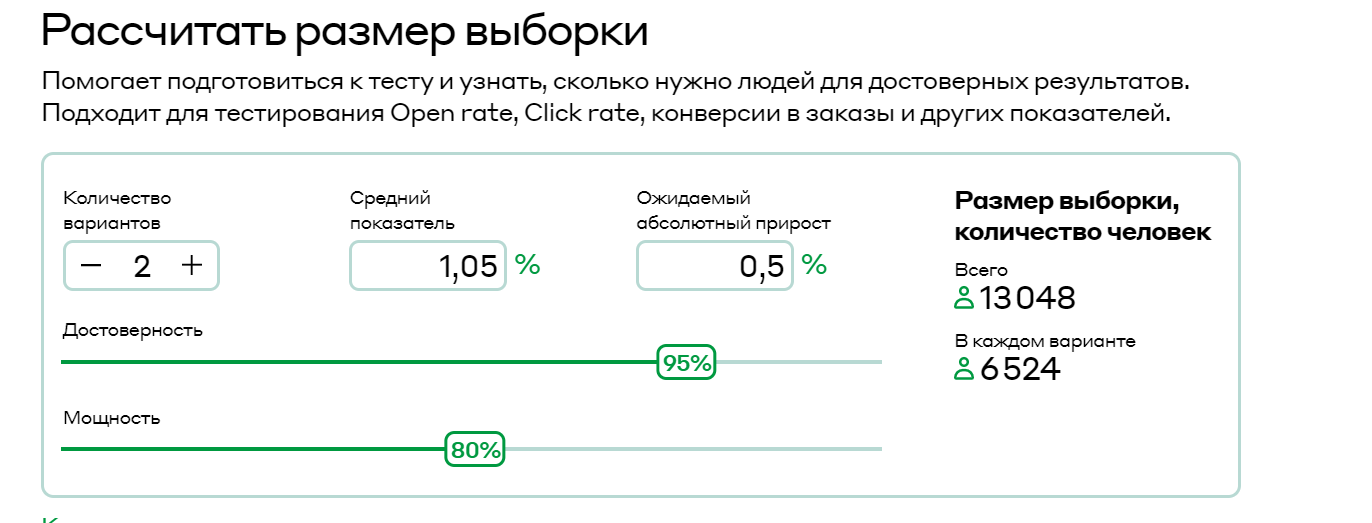 Рассчитать размер выборки
Помогает подготовиться к тесту и узнать, сколько нужно людей для достоверных результатов.
Подходит для тестирования Open rate, Click rate, конверсии в заказы и других показателей.
Количество
вариантов
− 2 +
Средний
показатель
1,05 %
Ожидаемый
абсолютный прирост
0,5 %
Достоверность
95%
Мощность
80%
Размер выборки,
количество человек
Всего
13 048
В каждом варианте
6 524